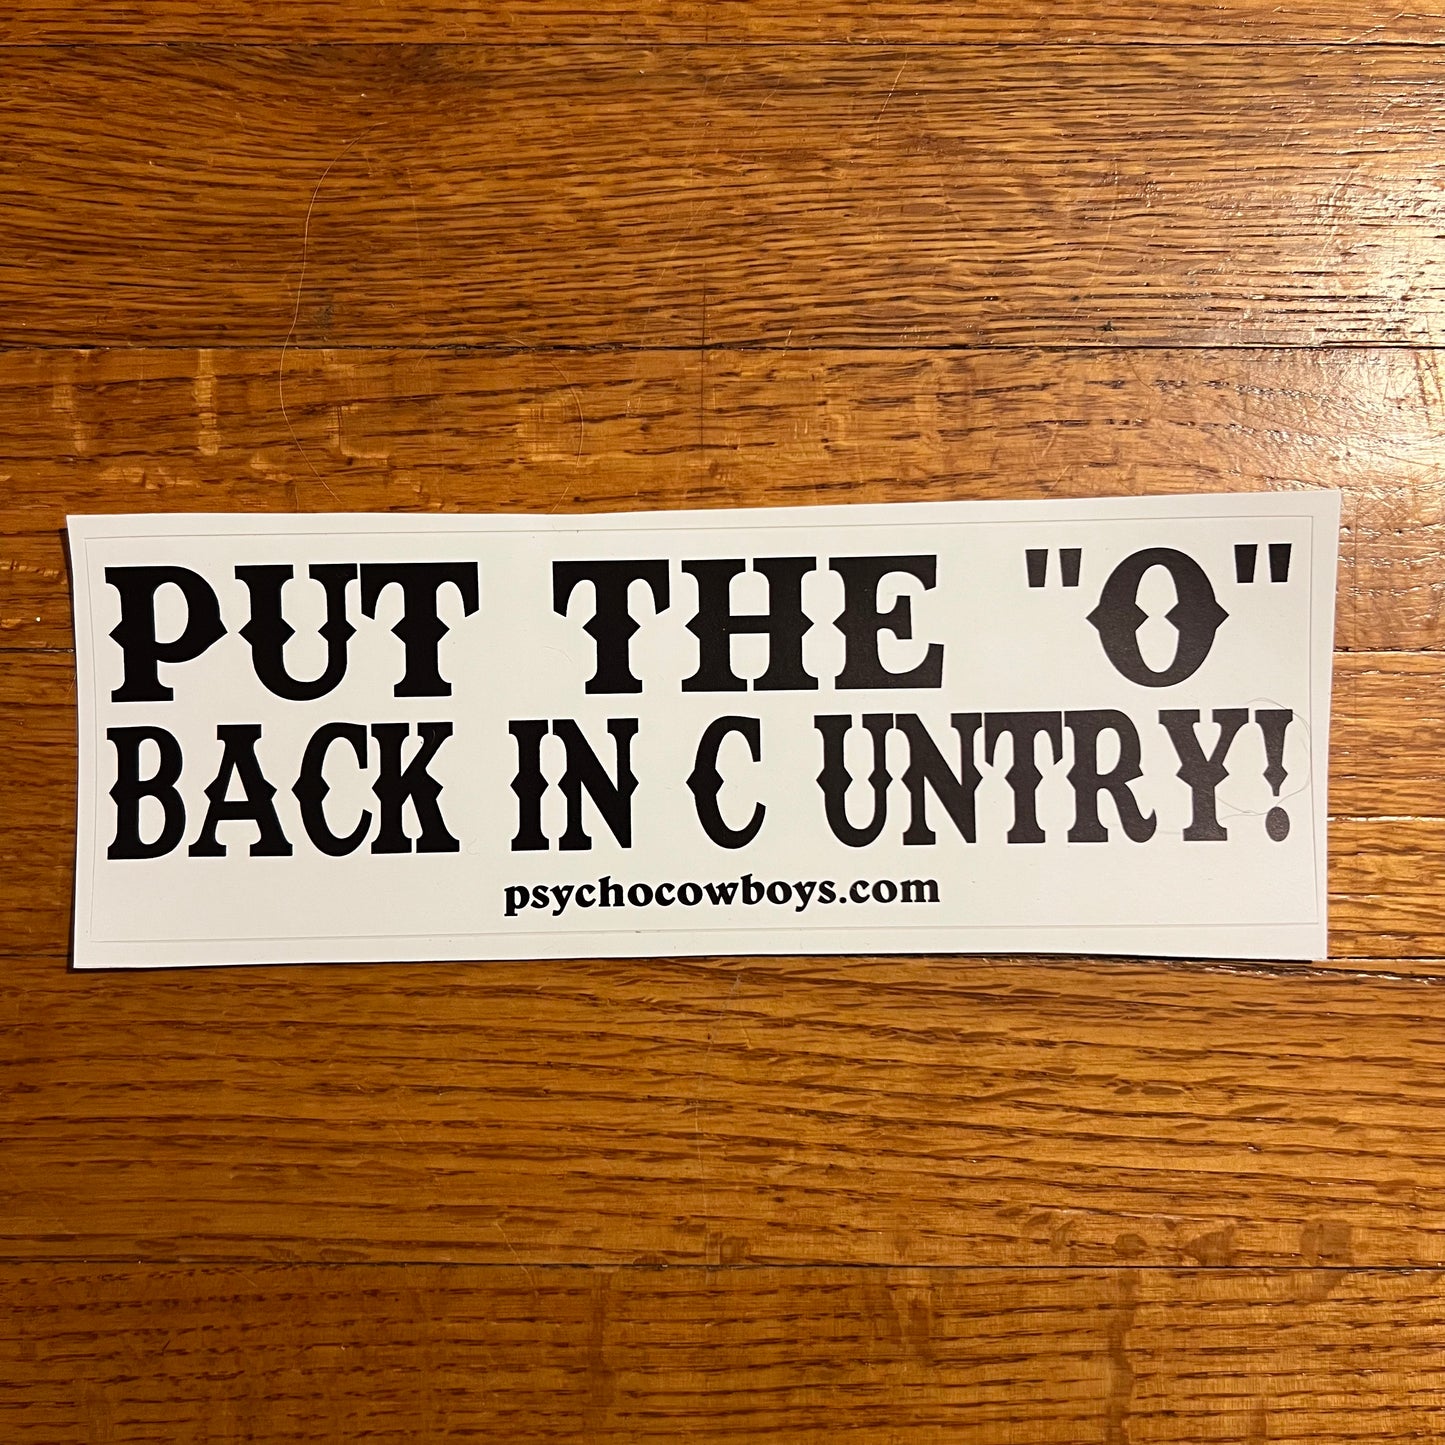 PUT THE "O"
BACK IN C UNTRY!
psychocowboys.com